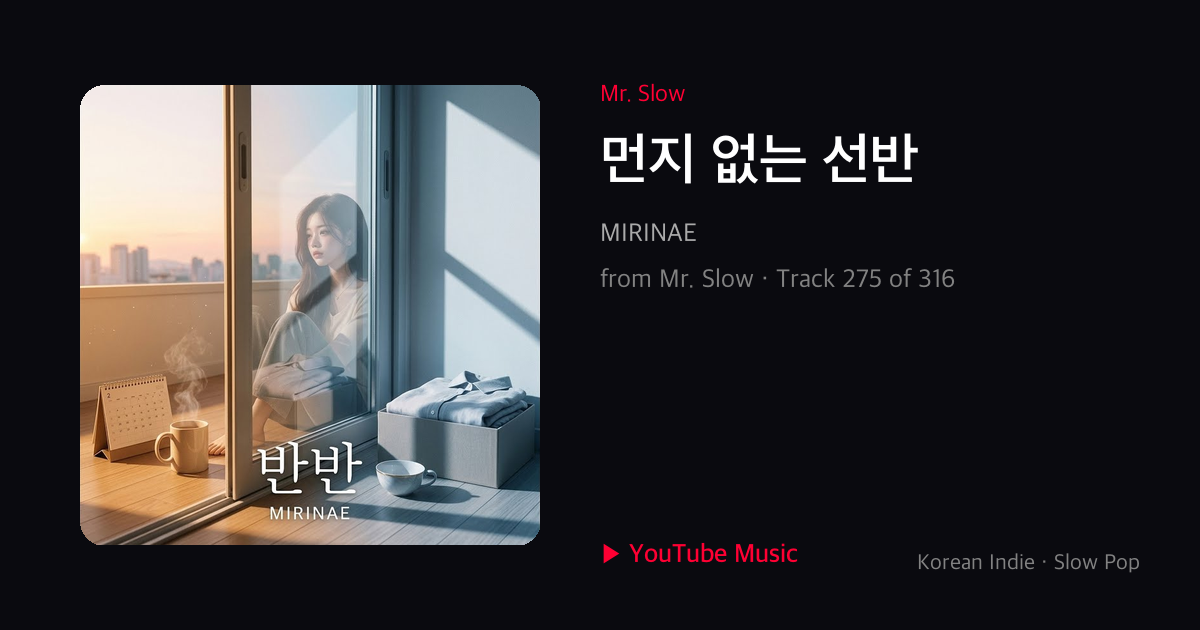 Mr. Slow
먼지 없는 선반
MIRINAE
from Mr. Slow · Track 275 of 316
반반
MIRINAE
▶ YouTube Music
Korean Indie · Slow Pop